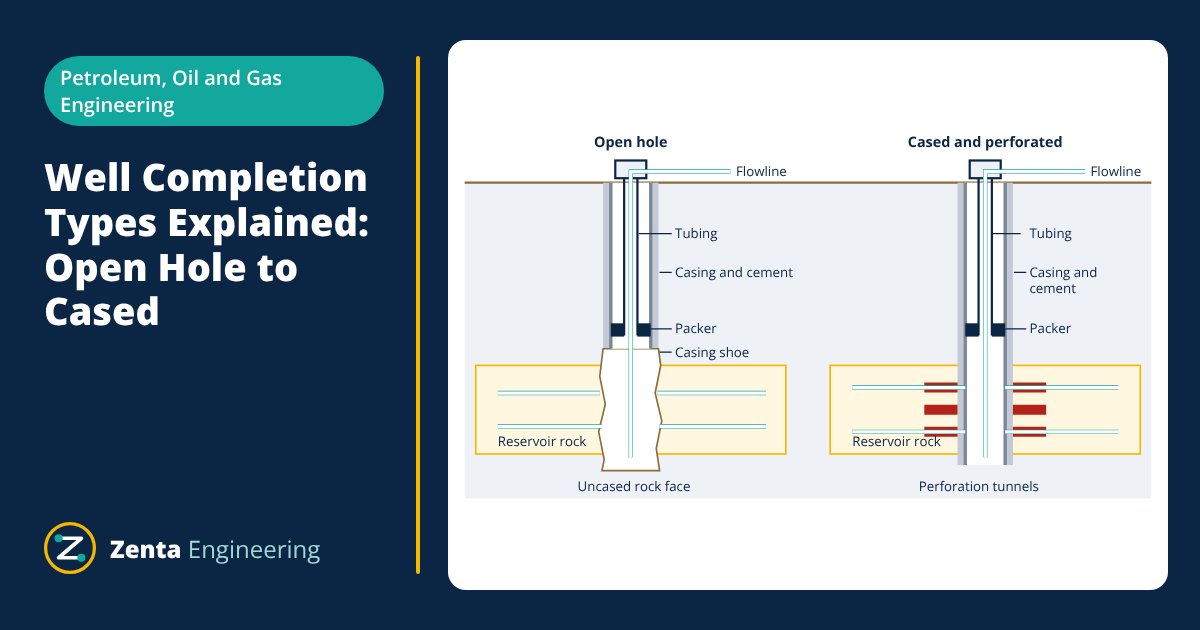 Petroleum, Oil and Gas
Engineering
Well Completion
Types Explained:
Open Hole to
Cased
Zenta Engineering
Open hole
Flowline
Tubing
Casing and cement
Packer
Casing shoe
Reservoir rock
Uncased rock face
Cased and perforated
Flowline
Tubing
Casing and
cement
Packer
Reservoir rock
Perforation tunnels